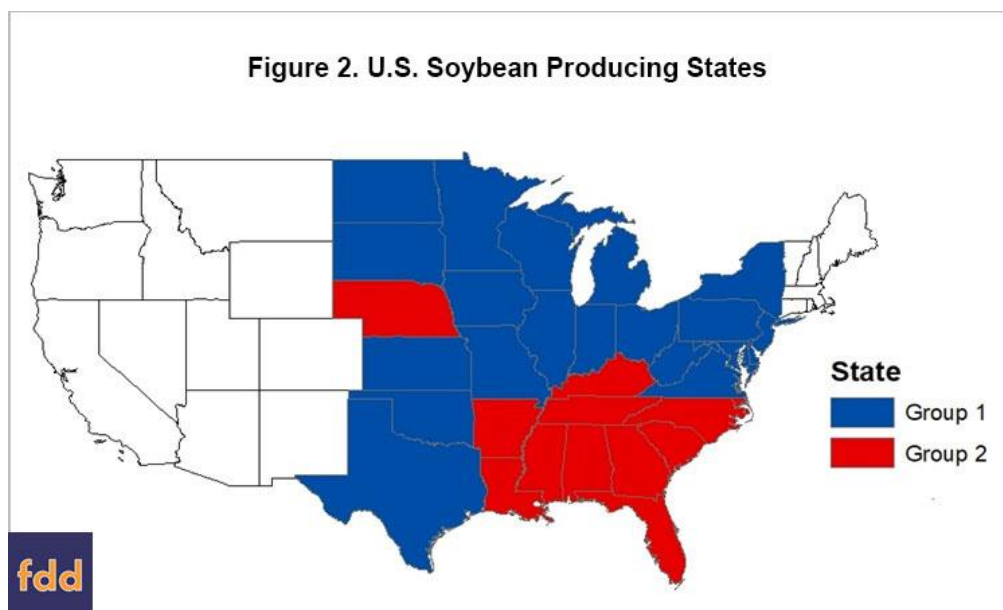 Figure 2. U.S. Soybean Producing States
State
Group 1
Group 2
fdd